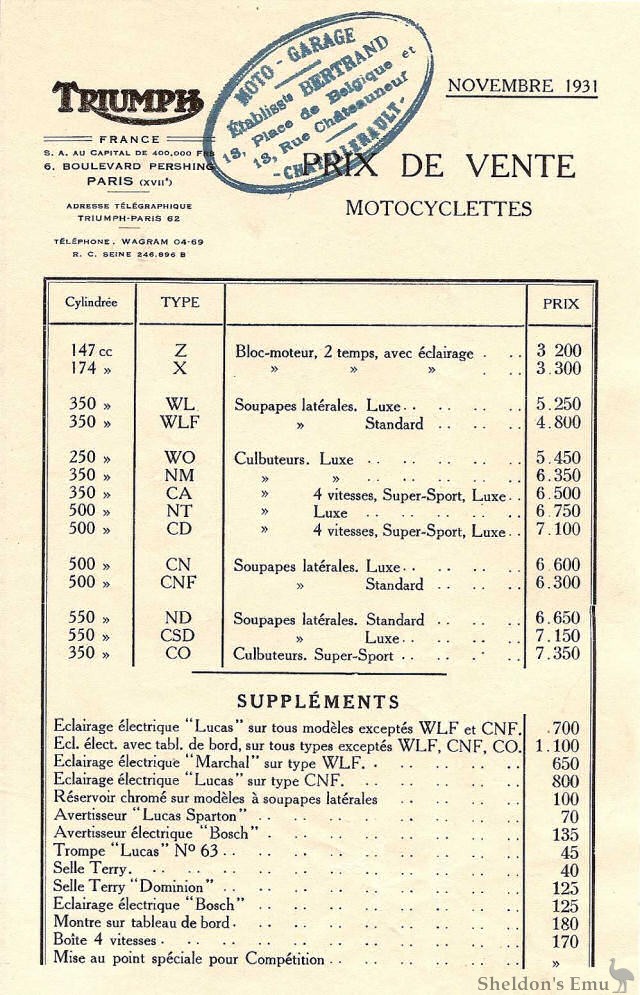 MOTO - GARAGE
Établiss.ts BERTRAND
18, Place de Belgique et
13, Rue Châteauneuf
- CHATELLERAULT -
TRIUMPH
FRANCE
S. A. AU CAPITAL DE 400,000 FRS
6. BOULEVARD PERSHING
PARIS (XVIIe)
ADRESSE TÉLÉGRAPHIQUE
TRIUMPH-PARIS 62
TÉLÉPHONE. WAGRAM 04-69
R. C. SEINE 246.896 B
NOVEMBRE 1931
PRIX DE VENTE
MOTOCYCLETTES
Cylindrée TYPE PRIX
147 cc Z Bloc-moteur, 2 temps, avec éclairage . .. 3 200
174 » X » » » . .. 3.300
350 » WL Soupapes latérales. Luxe .. .. .. .. .. 5.250
350 » WLF » Standard .. .. .. .. 4.800
250 » WO Culbuteurs. Luxe .. .. .. .. .. .. 5.450
350 » NM » » .. .. .. .. .. .. 6.350
350 » CA » 4 vitesses, Super-Sport, Luxe .. 6.500
500 » NT » Luxe .. .. .. .. .. .. 6 750
500 » CD » 4 vitesses, Super-Sport, Luxe .. 7.100
500 » CN Soupapes latérales. Luxe .. .. .. .. .. 6 600
500 » CNF » Standard .. .. .. .. 6.300
550 » ND Soupapes latérales. Standard .. .. .. .. 6.650
550 » CSD » Luxe .. .. .. .. .. 7.150
350 » CO Culbuteurs. Super-Sport .. .. .. .. .. 7.350
SUPPLÉMENTS
Eclairage électrique "Lucas" sur tous modèles exceptés WLF et CNF. .700
Ecl. élect. avec tabl. de bord, sur tous types exceptés WLF, CNF, CO. 1.100
Eclairage électrique "Marchal" sur type WLF. . .. .. .. .. .. 650
Eclairage électrique "Lucas" sur type CNF. .. .. .. .. .. .. 800
Réservoir chromé sur modèles à soupapes latérales .. .. .. .. .. 100
Avertisseur "Lucas Sparton" .. .. .. .. .. .. .. .. .. 70
Avertisseur électrique "Bosch" . .. .. .. .. .. .. .. .. 135
Trompe "Lucas" No 63 .. .. .. .. .. .. .. .. .. .. 45
Selle Terry. .. .. .. .. .. .. .. .. .. .. .. .. 40
Selle Terry "Dominion" .. .. .. .. .. .. .. .. .. .. 125
Eclairage électrique "Bosch" .. .. .. .. .. .. .. .. .. 125
Montre sur tableau de bord. .. .. .. .. .. .. .. .. .. 180
Boîte 4 vitesses . .. .. .. .. .. .. .. .. .. .. .. 170
Mise au point spéciale pour Compétition .. .. .. .. .. .. »
Sheldon's Emu